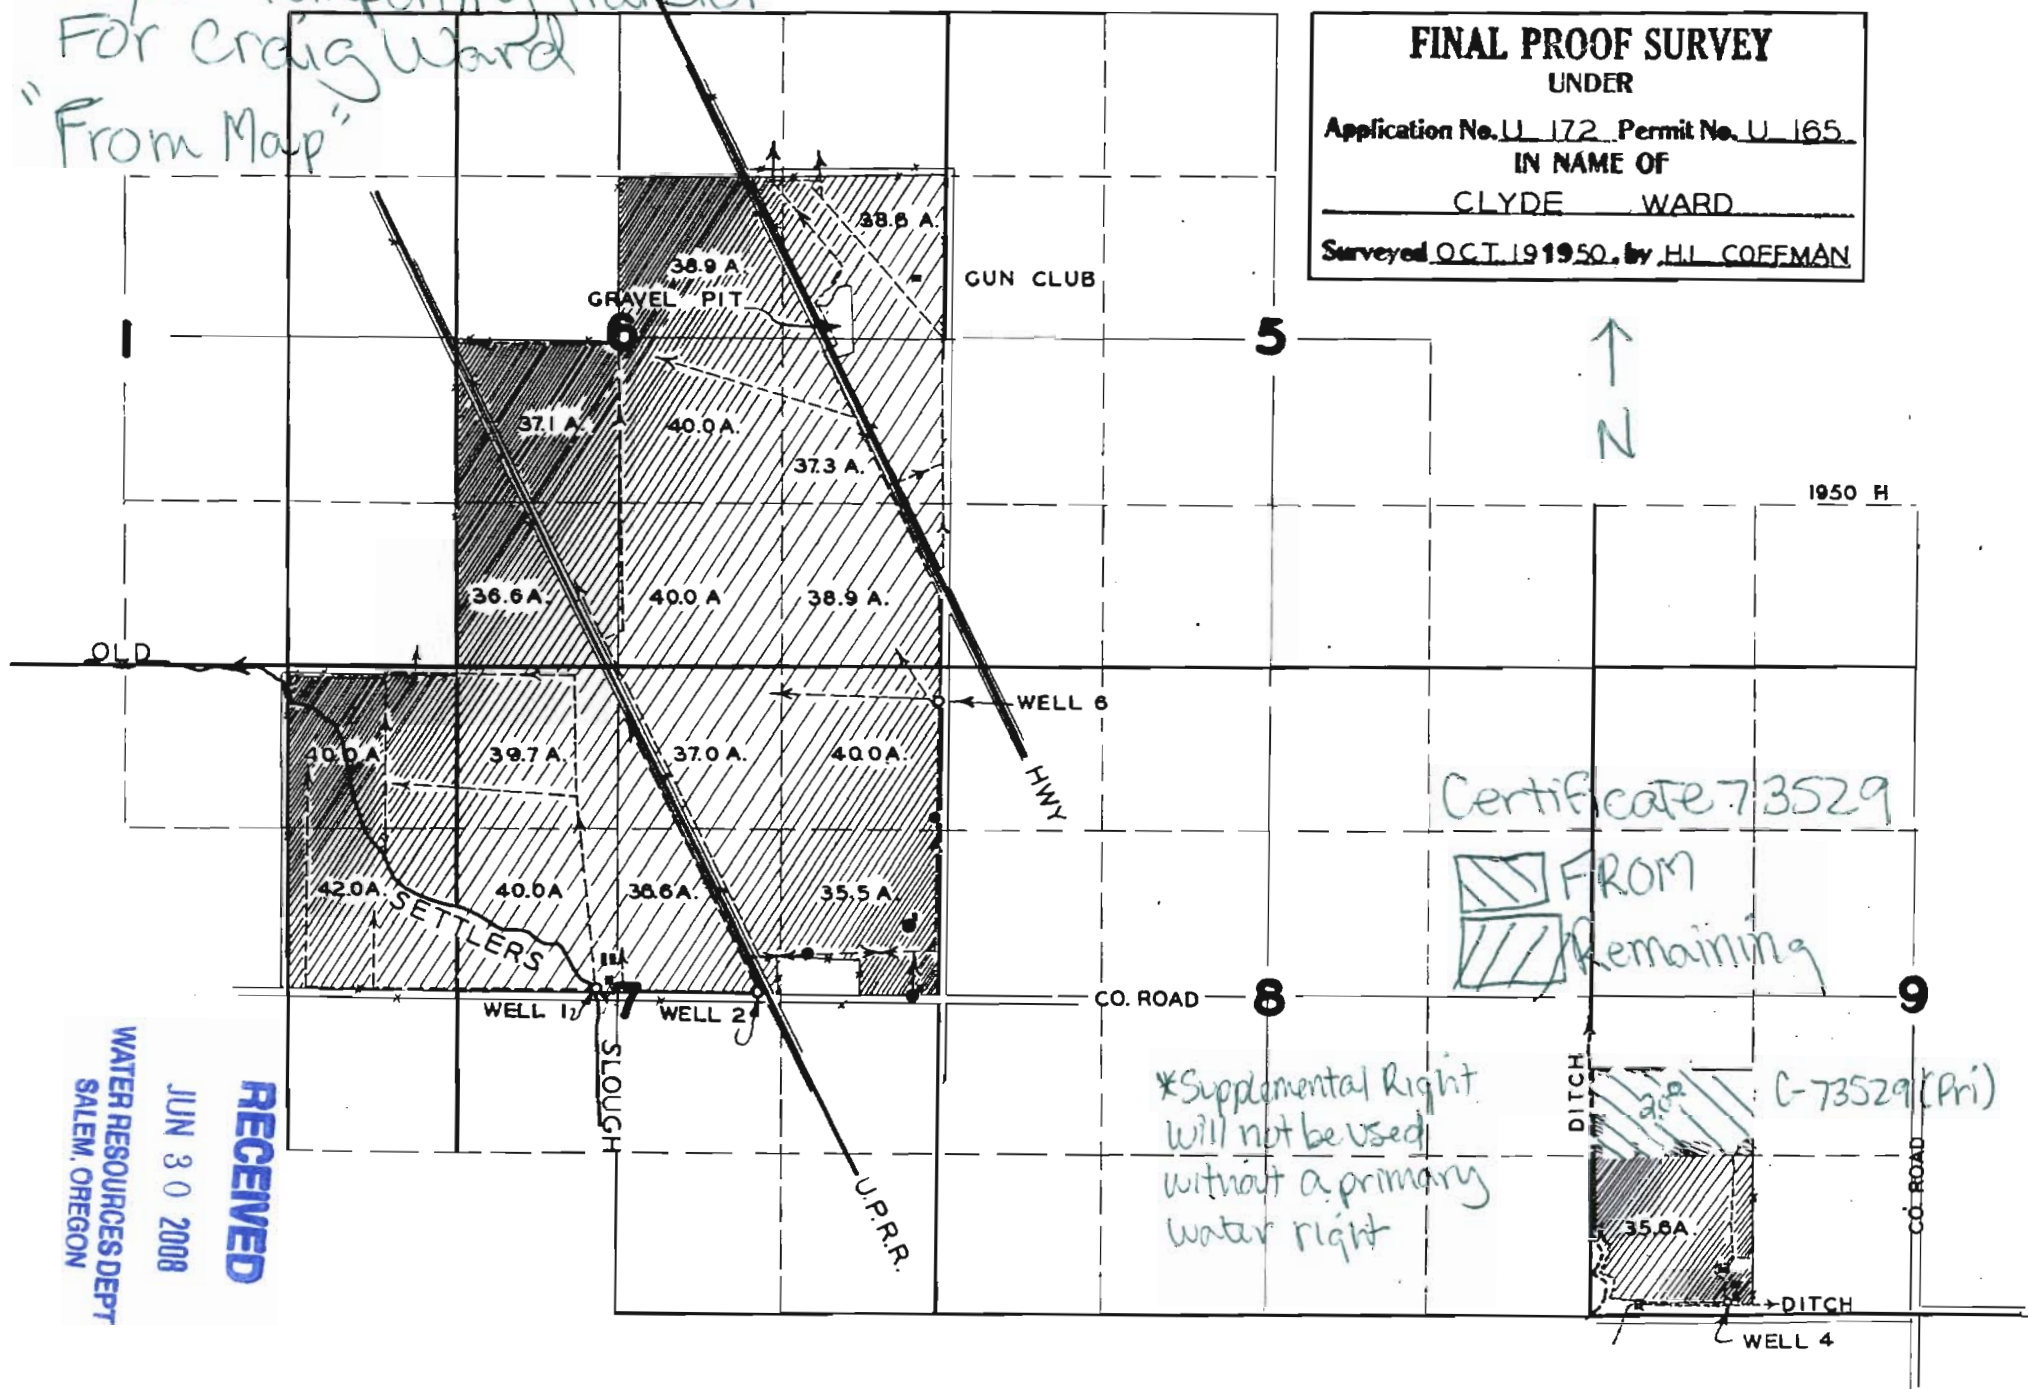 Temporary Transfer
For Craig Ward
"From Map"
FINAL PROOF SURVEY
UNDER
Application No. U 172 Permit No. U 165
IN NAME OF
CLYDE WARD
Surveyed OCT. 19 1950, by H.L. COFFMAN
N
38.6 A.
38.9 A.
GRAVEL PIT
GUN CLUB
1
6
5
37.1 A.
40.0 A.
37.3 A.
1950 H
36.6 A.
40.0 A
38.9 A.
OLD
WELL 6
40.0 A
39.7 A.
37.0 A.
40.0 A.
HWY
Certificate 73529
FROM
Remaining
42.0 A.
40.0 A
38.6 A.
35.5 A.
SETTLERS
7
CO. ROAD
8
9
WELL 1
WELL 2
SLOUGH
U.P.R.R.
*Supplemental Right
will not be used
without a primary
water right
DITCH
C-73529 (Pri)
CO. ROAD
35.6 A.
DITCH
WELL 4
RECEIVED
JUN 30 2008
WATER RESOURCES DEPT
SALEM, OREGON